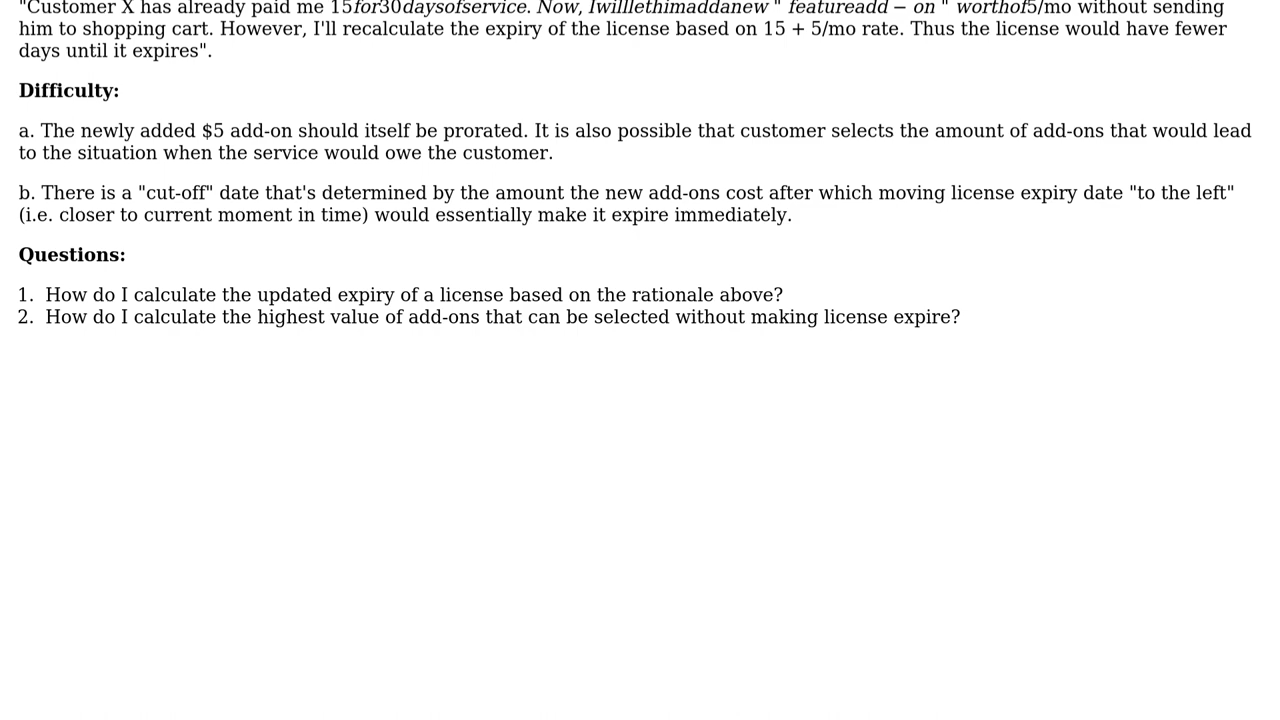 "Customer X has already paid me 15for30daysofservice. Now, Iwillletthimaddanew " featureadd − on " worthof5/mo without sending
him to shopping cart. However, I'll recalculate the expiry of the license based on 15 + 5/mo rate. Thus the license would have fewer
days until it expires".
Difficulty:
a. The newly added $5 add-on should itself be prorated. It is also possible that customer selects the amount of add-ons that would lead
to the situation when the service would owe the customer.
b. There is a "cut-off" date that's determined by the amount the new add-ons cost after which moving license expiry date "to the left"
(i.e. closer to current moment in time) would essentially make it expire immediately.
Questions:
1. How do I calculate the updated expiry of a license based on the rationale above?
2. How do I calculate the highest value of add-ons that can be selected without making license expire?